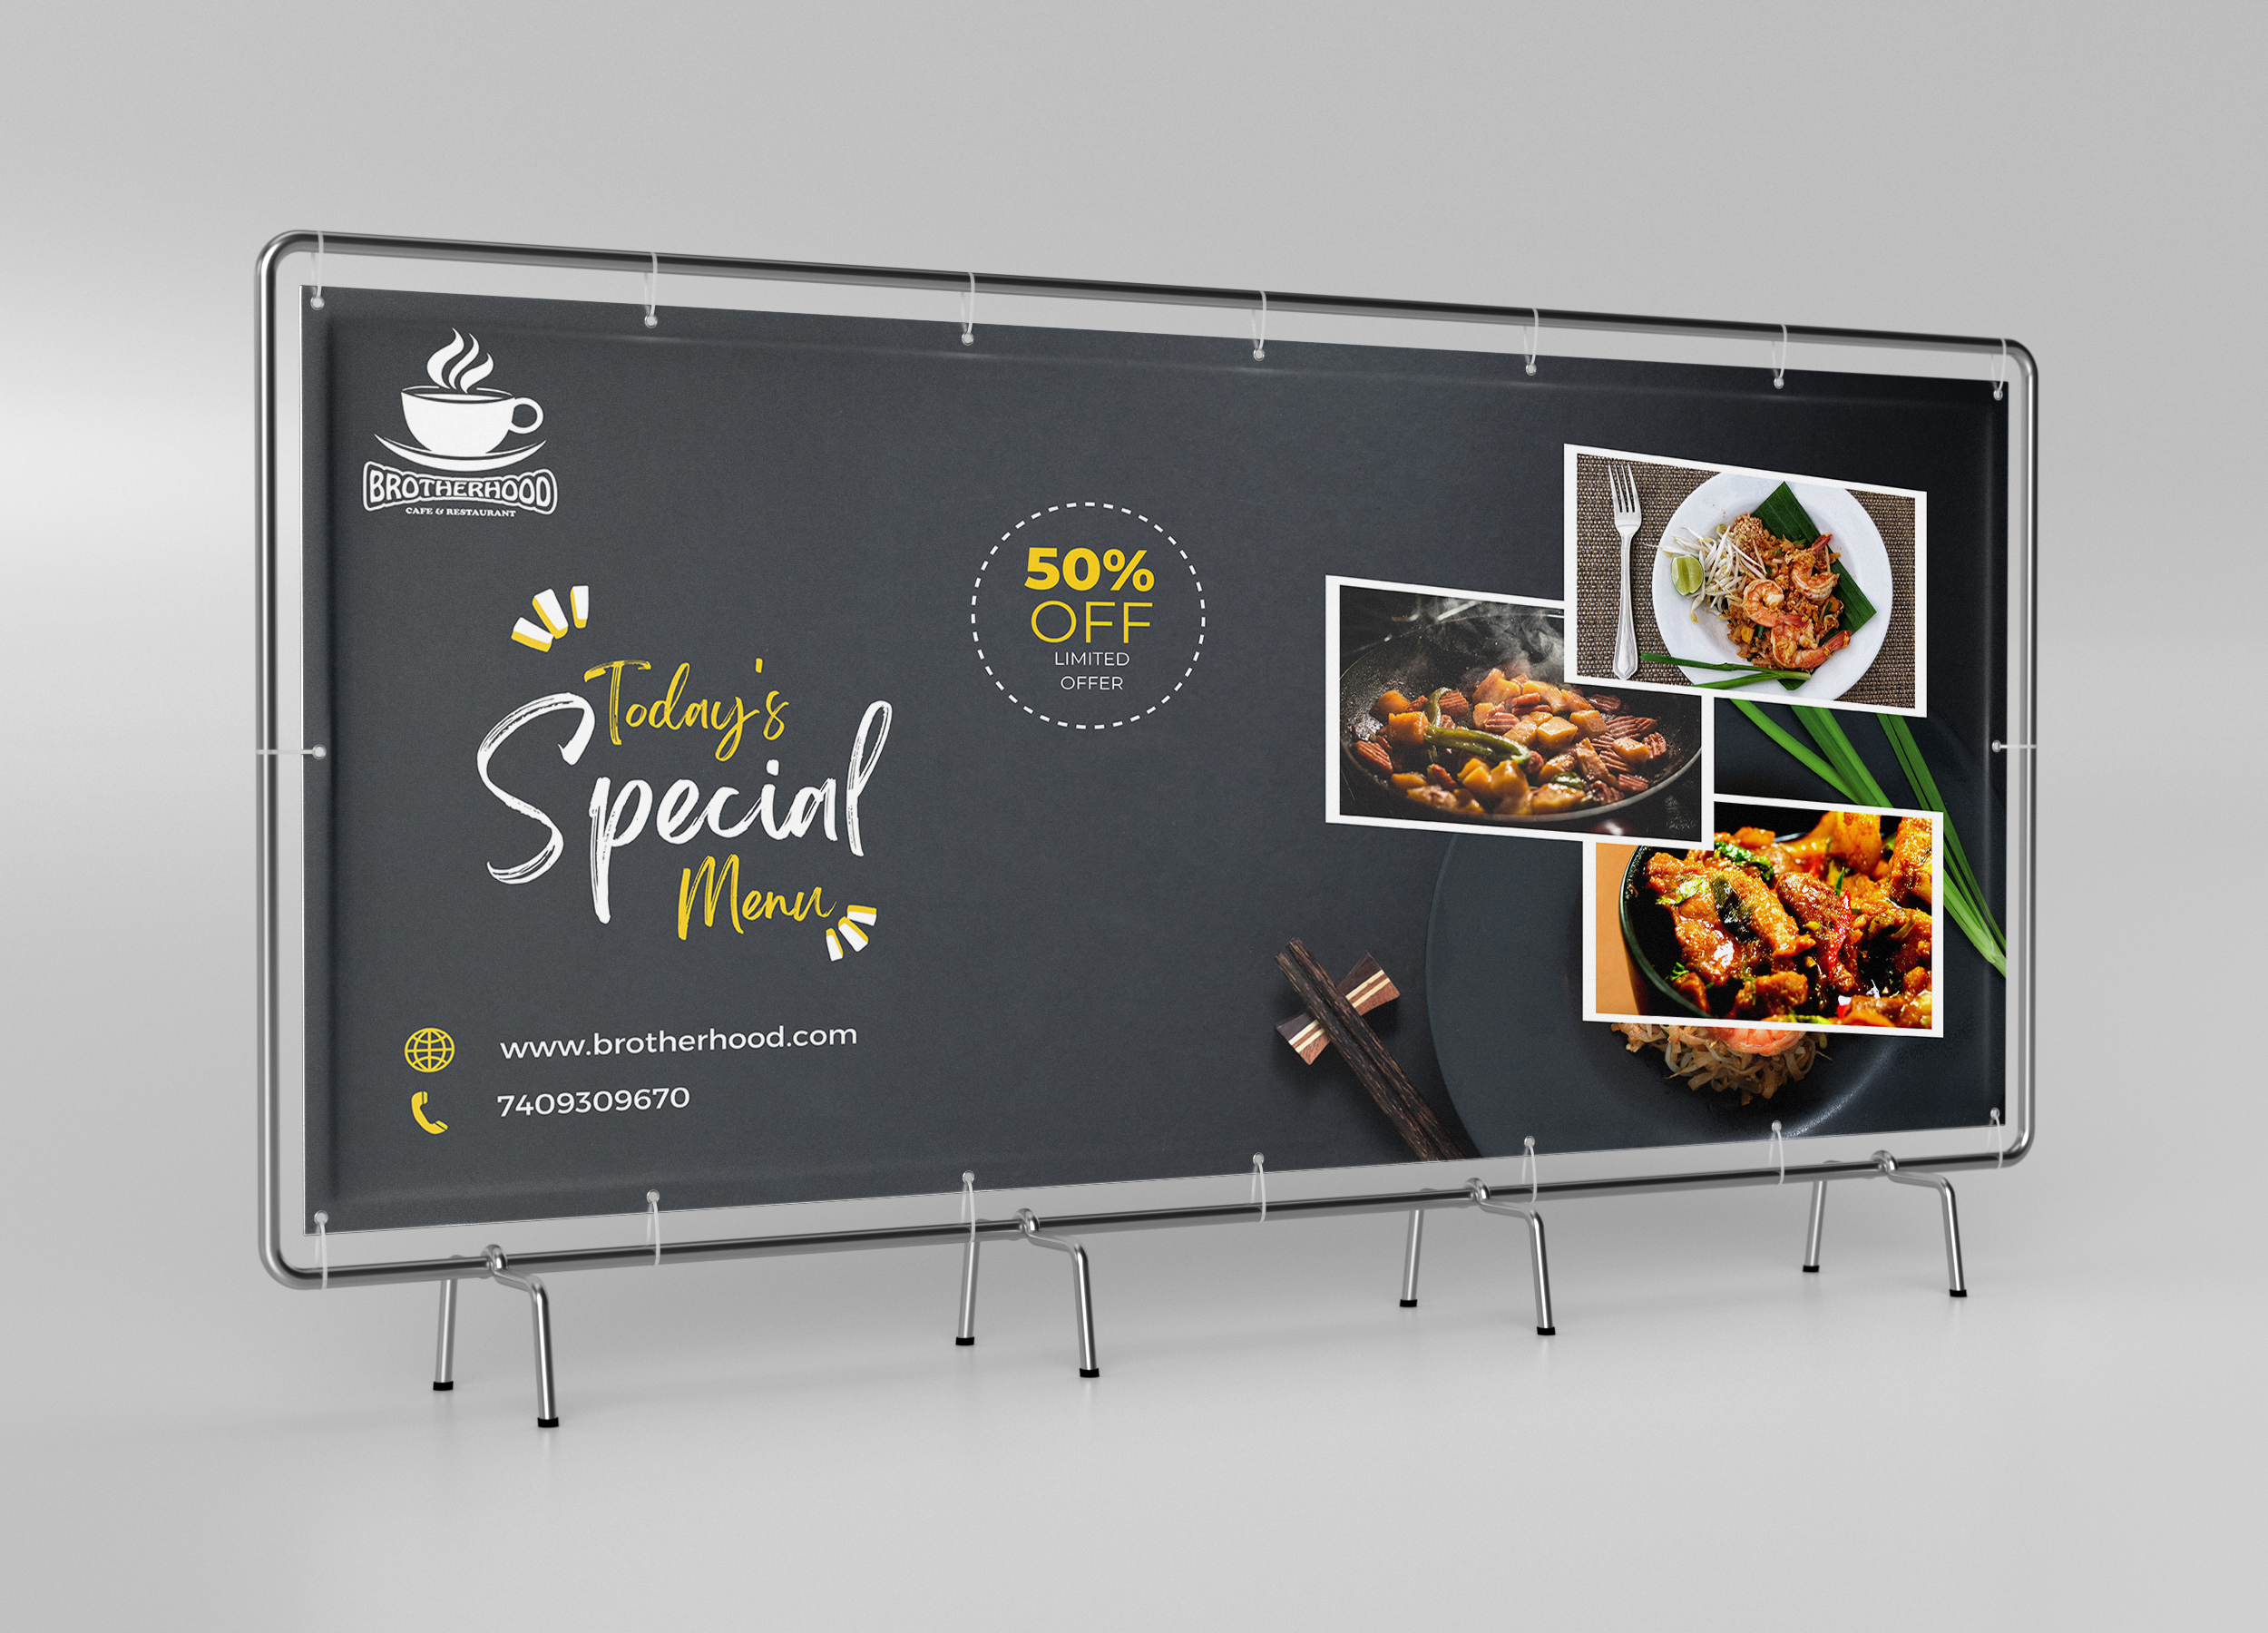 BROTHERHOOD
CAFE & RESTAURANT
50%
OFF
LIMITED
OFFER
Today's
Special
Menu
www.brotherhood.com
7409309670